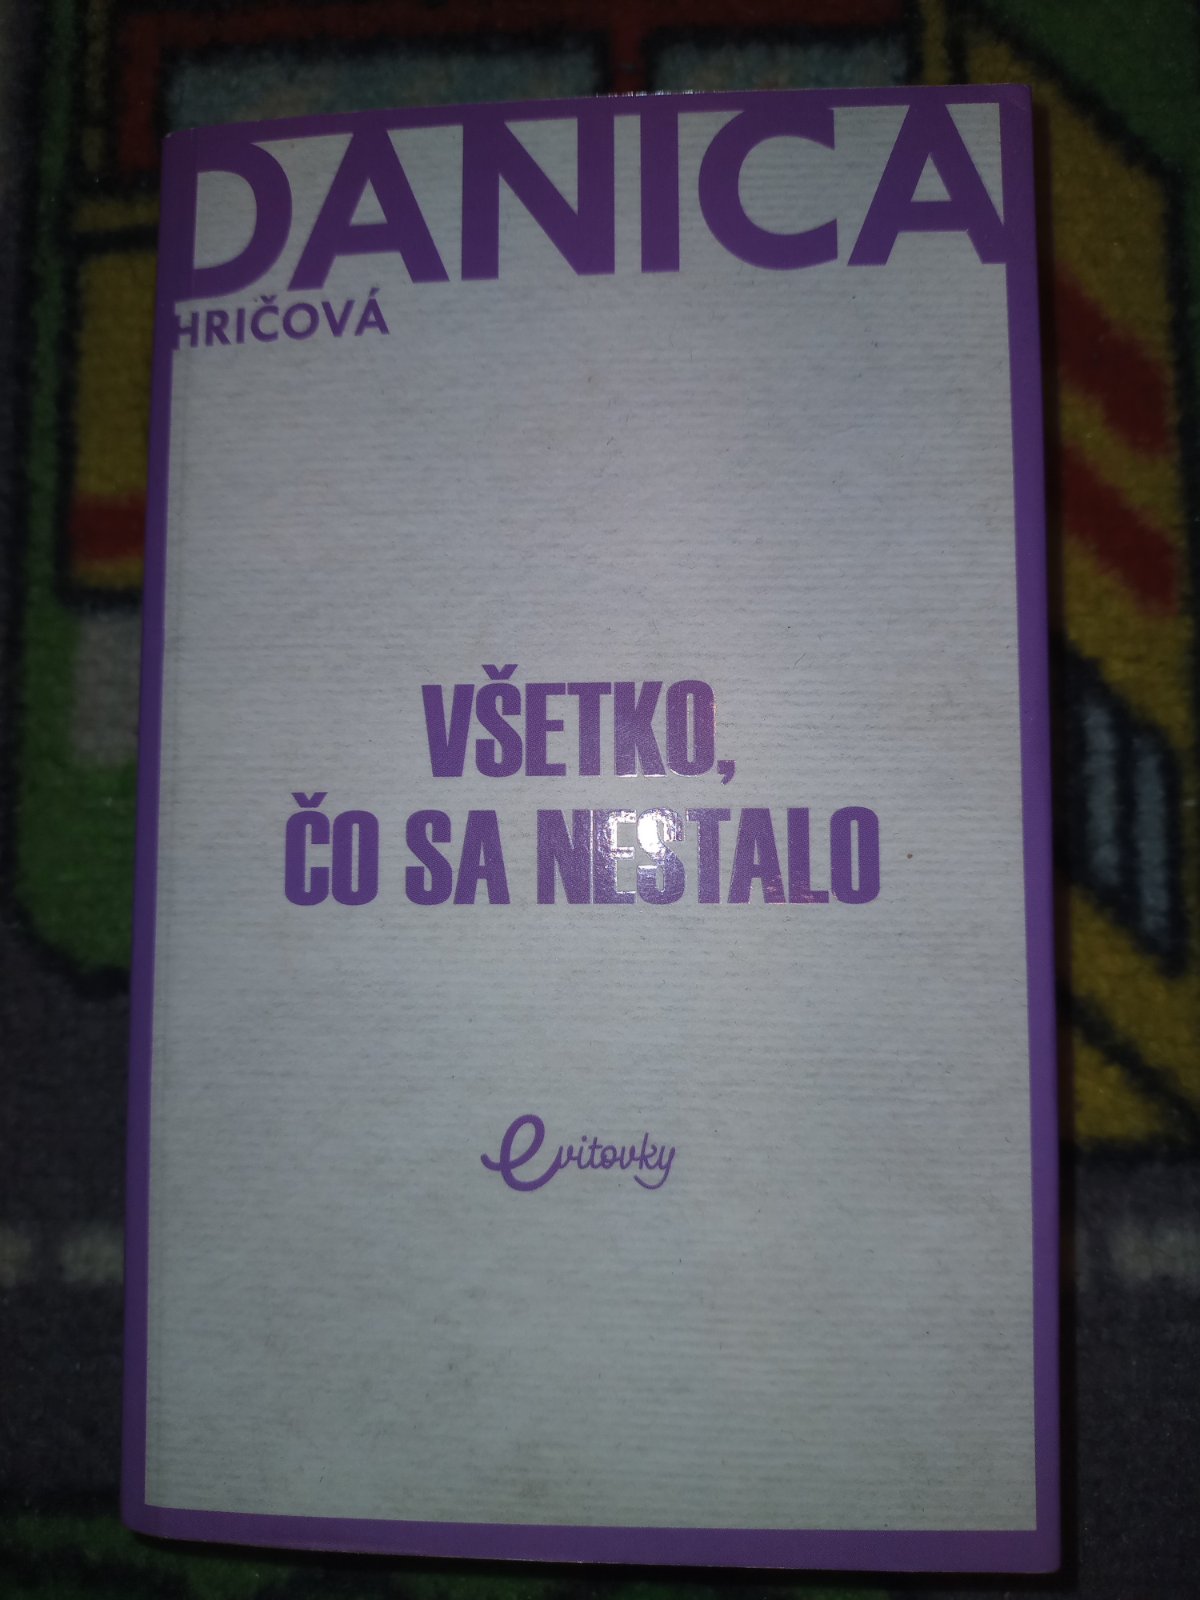 DANICA
HRIČOVÁ
VŠETKO,
ČO SA NESTALO
evitovky